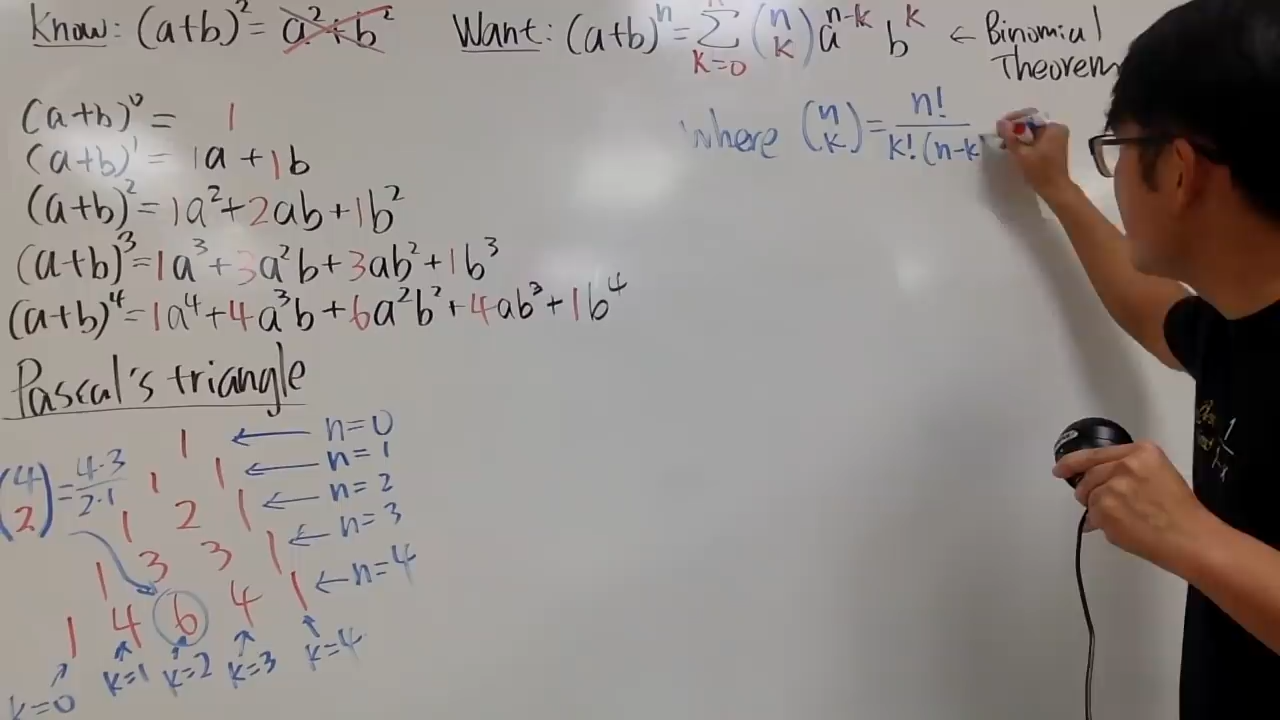 Know: (a+b)² = a²+b²
Want: (a+b)ⁿ = Σ k=0 (n k) aⁿ⁻ᵏ bᵏ ← Binomial Theorem
where (n k) = n! / k!(n-k)
(a+b)⁰ = 1
(a+b)¹ = 1a + 1b
(a+b)² = 1a² + 2ab + 1b²
(a+b)³ = 1a³ + 3a²b + 3ab² + 1b³
(a+b)⁴ = 1a⁴ + 4a³b + 6a²b² + 4ab³ + 1b⁴
Pascal's triangle
1 ← n=0
1 1 ← n=1
(4 2) = 4·3 / 2·1
1 2 1 ← n=2
1 3 3 1 ← n=3
1 4 6 4 1 ← n=4
k=0 k=1 k=2 k=3 k=4